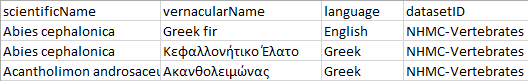 scientificName vernacularName language datasetID
Abies cephalonica Greek fir English NHMC-Vertebrates
Abies cephalonica Κεφαλλονήτικο Έλατο Greek NHMC-Vertebrates
Acantholimon androsaceu Ακανθολειμώνας Greek NHMC-Vertebrates